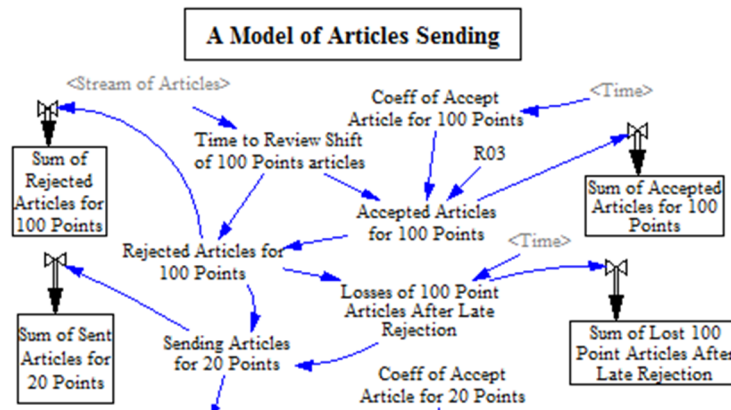 A Model of Articles Sending
<Stream of Articles>
Coeff of Accept
Article for 100 Points
<Time>
Time to Review Shift
of 100 Points articles
R03
Sum of
Rejected
Articles for
100 Points
Sum of Accepted
Articles for 100
Points
Accepted Articles
for 100 Points
Rejected Articles for
100 Points
<Time>
Losses of 100 Point
Articles After Late
Rejection
Sum of Sent
Articles for
20 Points
Sending Articles
for 20 Points
Sum of Lost 100
Point Articles After
Late Rejection
Coeff of Accept
Article for 20 Points